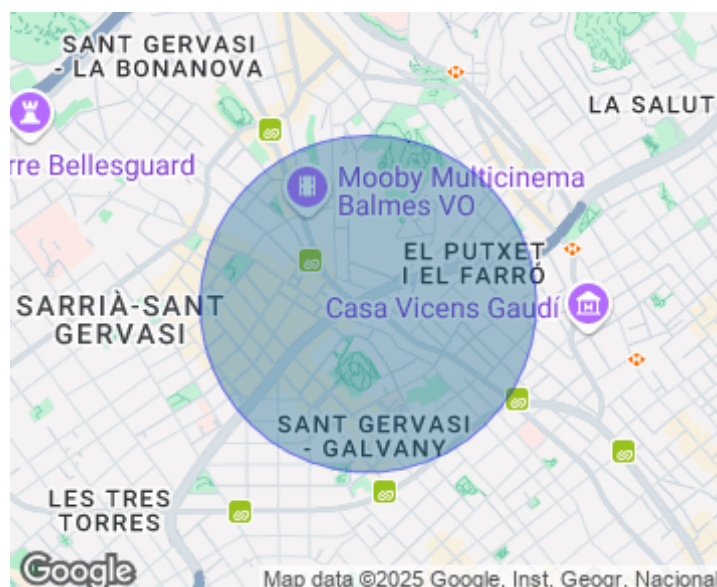 SANT GERVASI
- LA BONANOVA
LA SALUT
rre Bellesguard
Mooby Multicinema
Balmes VO
EL PUTXET
I EL FARRÓ
SARRIÀ-SANT
GERVASI
Casa Vicens Gaudí
SANT GERVASI
- GALVANY
LES TRES
TORRES
Google
Map data ©2025 Google, Inst. Geogr. Nacional